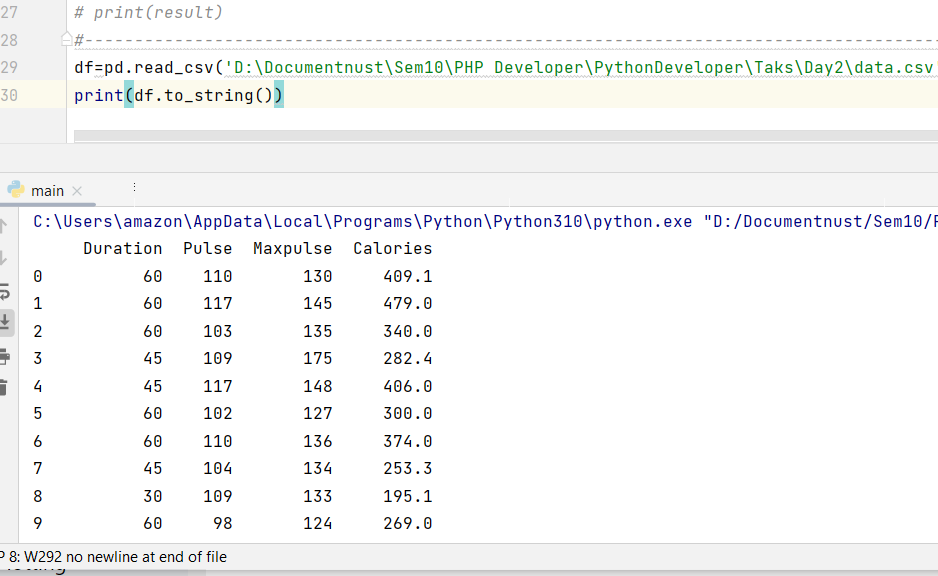 27 # print(result)
28 #--------------------------------------------------------------------------------
29 df=pd.read_csv('D:\Documentnust\Sem10\PHP Developer\PythonDeveloper\Taks\Day2\data.csv
30 print(df.to_string())
main
C:\Users\amazon\AppData\Local\Programs\Python\Python310\python.exe "D:/Documentnust/Sem10/
Duration Pulse Maxpulse Calories
0 60 110 130 409.1
1 60 117 145 479.0
2 60 103 135 340.0
3 45 109 175 282.4
4 45 117 148 406.0
5 60 102 127 300.0
6 60 110 136 374.0
7 45 104 134 253.3
8 30 109 133 195.1
9 60 98 124 269.0
P 8: W292 no newline at end of file